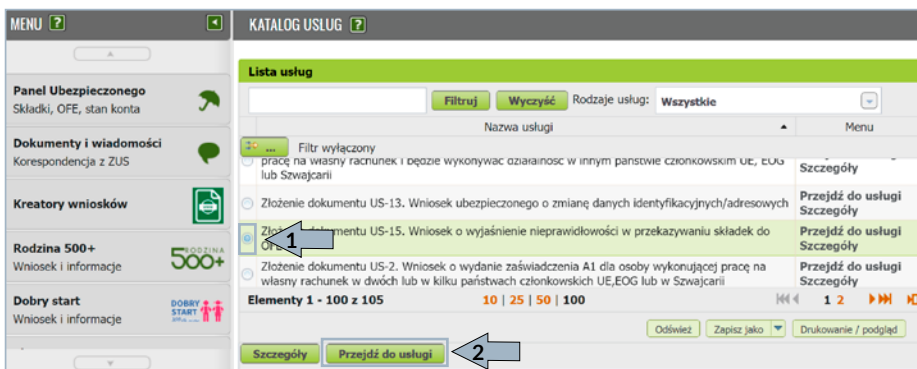 MENU ?
KATALOG USŁUG ?
Panel Ubezpieczonego
Składki, OFE, stan konta
Dokumenty i wiadomości
Korespondencja z ZUS
Kreatory wniosków
Rodzina 500+
Wniosek i informacje
RODZINA
500+
Dobry start
Wniosek i informacje
DOBRY
START
Lista usług
Filtruj Wyczyść Rodzaje usług: Wszystkie
Nazwa usługi Menu
... Filtr wyłączony
pracę na własny rachunek i będzie wykonywać działalność w innym państwie członkowskim UE, EOG
lub Szwajcarii
Szczegóły
Złożenie dokumentu US-13. Wniosek ubezpieczonego o zmianę danych identyfikacyjnych/adresowych
Przejdź do usługi
Szczegóły
1
mentu US-15. Wniosek o wyjaśnienie nieprawidłowości w przekazywaniu składek do
Przejdź do usługi
Szczegóły
Złożenie dokumentu US-2. Wniosek o wydanie zaświadczenia A1 dla osoby wykonującej pracę na
własny rachunek w dwóch lub w kilku państwach członkowskich UE,EOG lub w Szwajcarii
Przejdź do usługi
Szczegóły
Elementy 1 - 100 z 105 10 | 25 | 50 | 100 1 2
Odśwież Zapisz jako Drukowanie / podgląd
Szczegóły Przejdź do usługi 2